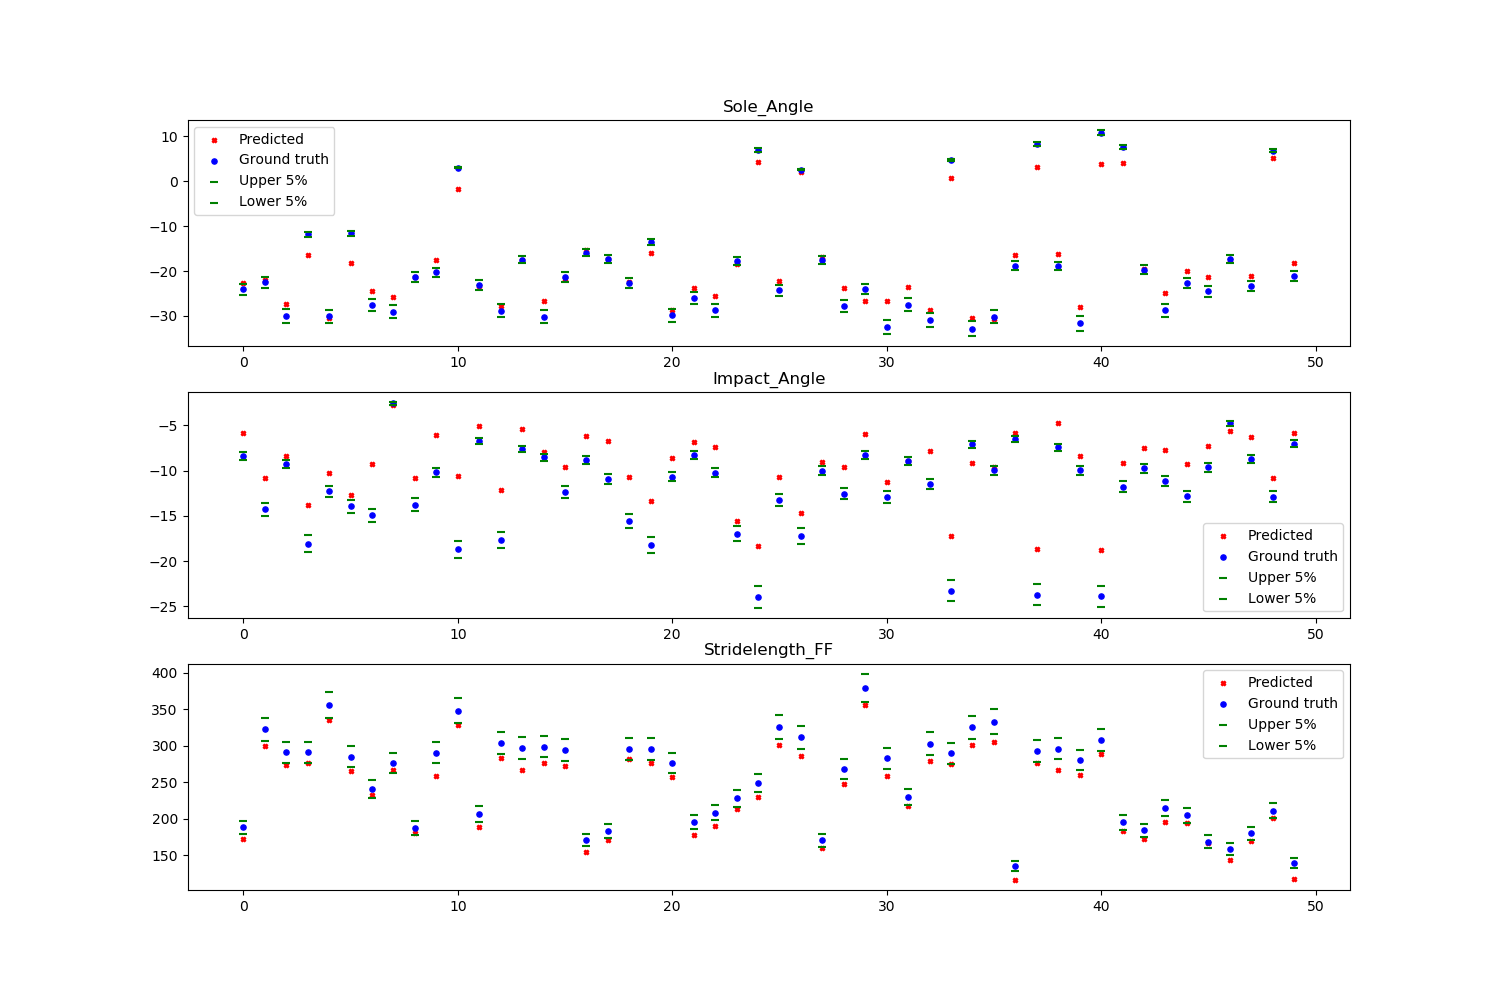 Sole_Angle
10
0
−10
−20
−30
Predicted
Ground truth
Upper 5%
Lower 5%
0 10 20 30 40 50
Impact_Angle
−5
−10
−15
−20
−25
Predicted
Ground truth
Upper 5%
Lower 5%
0 10 20 30 40 50
Stridelength_FF
400
350
300
250
200
150
Predicted
Ground truth
Upper 5%
Lower 5%
0 10 20 30 40 50